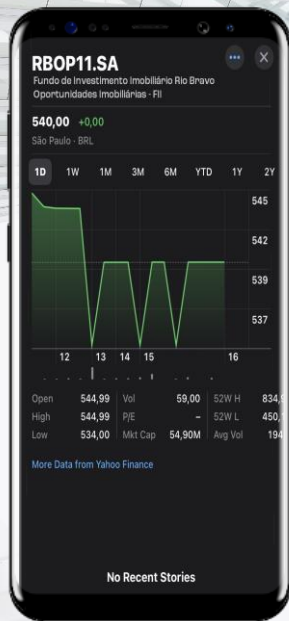 RBOP11.SA
Fundo de Investimento Imobiliário Rio Bravo
Oportunidades Imobiliárias - FII
540,00 +0,00
São Paulo · BRL
1D 1W 1M 3M 6M YTD 1Y 2Y
545
542
539
537
12 13 14 15 16
Open 544,99 Vol 59,00 52W H 834,9
High 544,99 P/E – 52W L 450,
Low 534,00 Mkt Cap 54,90M Avg Vol 194
More Data from Yahoo Finance
No Recent Stories